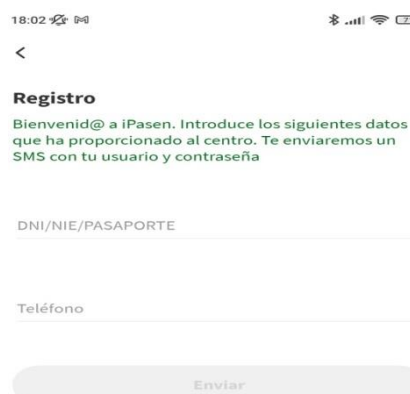 18:02
Registro
Bienvenid@ a iPasen. Introduce los siguientes datos
que ha proporcionado al centro. Te enviaremos un
SMS con tu usuario y contraseña
DNI/NIE/PASAPORTE
Teléfono
Enviar